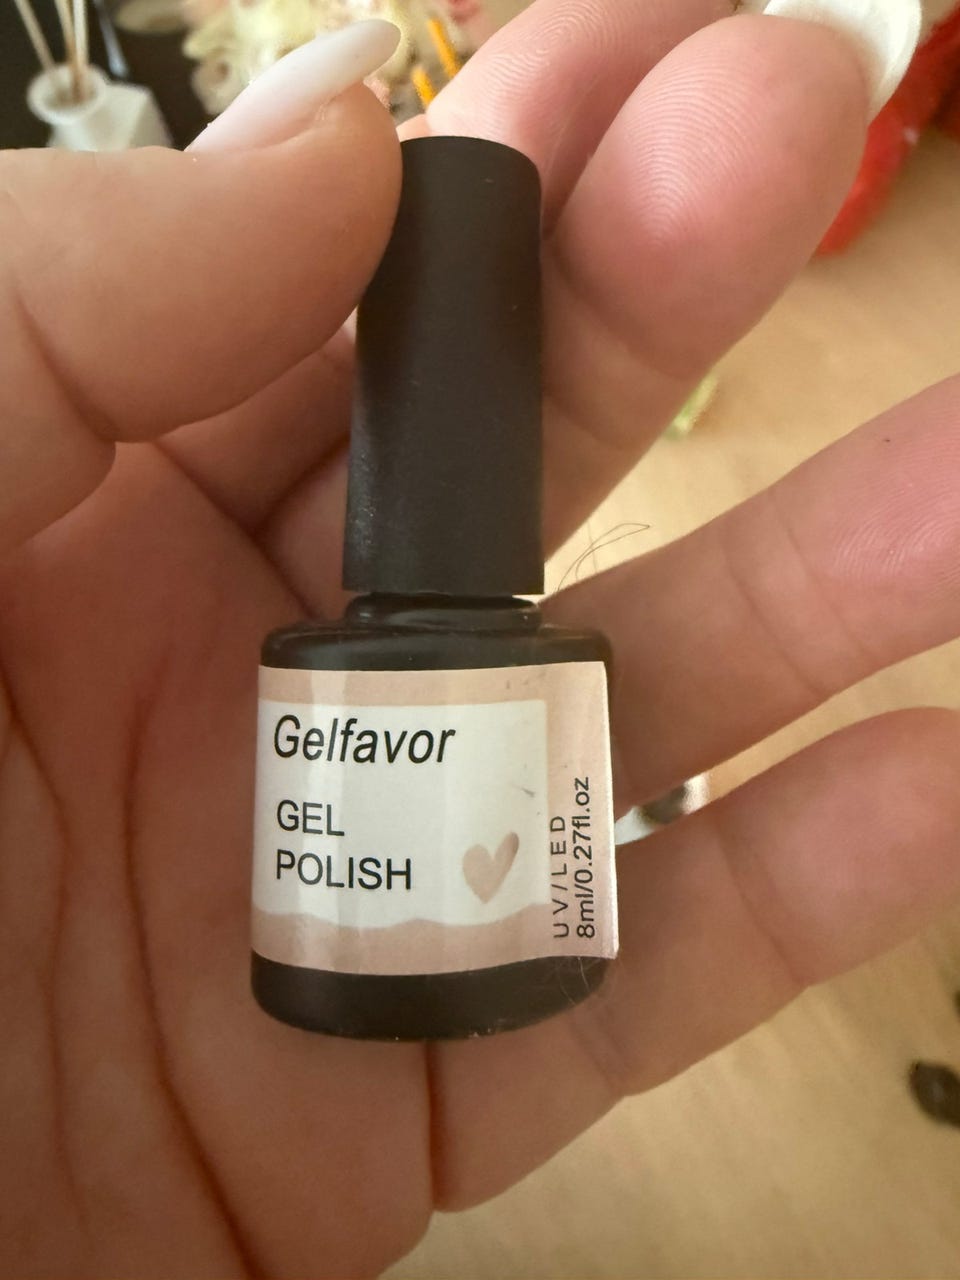 Gelfavor
GEL
POLISH
UV/LED
8ml/0.27fl.oz